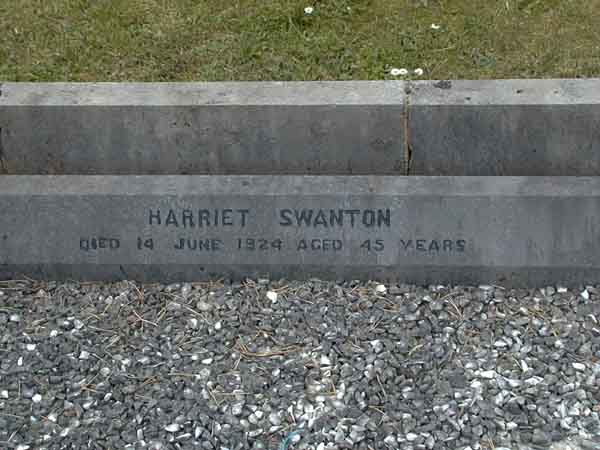 HARRIET SWANTON
DIED 14 JUNE 1924 AGED 45 YEARS